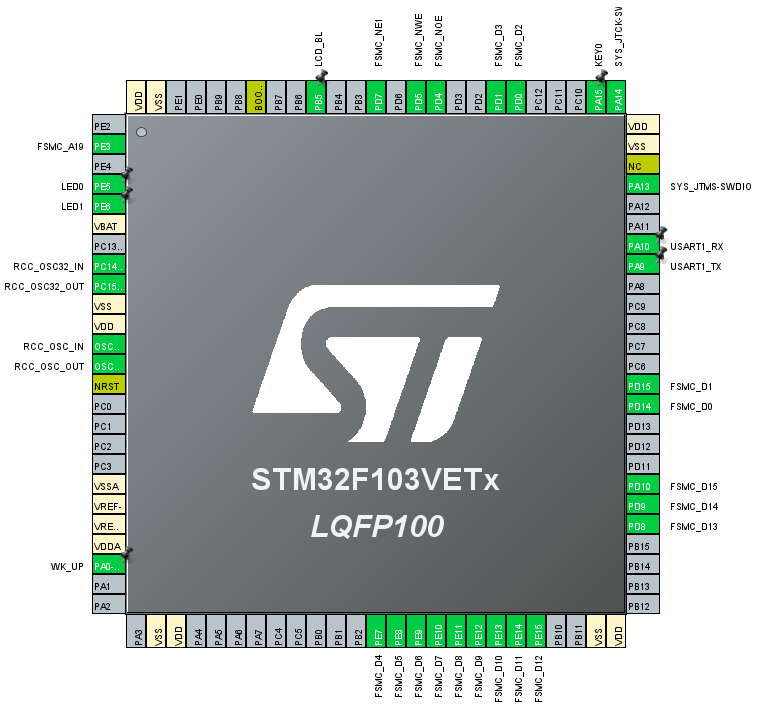 LCD_BL
FSMC_NE1
FSMC_NWE
FSMC_NOE
FSMC_D3
FSMC_D2
KEY0
SYS_JTCK-SW
VDD
VSS
PE1
PE0
PB9
PB8
BOO..
PB7
PB6
PB5
PB4
PB3
PD7
PD6
PD5
PD4
PD3
PD2
PD1
PD0
PC12
PC11
PC10
PA15
PA14
PE2
FSMC_A19 PE3
PE4
LED0 PE5
LED1 PE6
VBAT
PC13..
RCC_OSC32_IN PC14..
RCC_OSC32_OUT PC15..
VSS
VDD
RCC_OSC_IN OSC..
RCC_OSC_OUT OSC..
NRST
PC0
PC1
PC2
PC3
VSSA
VREF-
VRE..
VDDA
WK_UP PA0-..
PA1
PA2
STM32F103VETx
LQFP100
VDD
VSS
NC
PA13 SYS_JTMS-SWDIO
PA12
PA11
PA10 USART1_RX
PA9 USART1_TX
PA8
PC9
PC8
PC7
PC6
PD15 FSMC_D1
PD14 FSMC_D0
PD13
PD12
PD11
PD10 FSMC_D15
PD9 FSMC_D14
PD8 FSMC_D13
PB15
PB14
PB13
PB12
PA3
VSS
VDD
PA4
PA5
PA6
PA7
PC4
PC5
PB0
PB1
PB2
PE7
PE8
PE9
PE10
PE11
PE12
PE13
PE14
PE15
PB10
PB11
VSS
VDD
FSMC_D4
FSMC_D5
FSMC_D6
FSMC_D7
FSMC_D8
FSMC_D9
FSMC_D10
FSMC_D11
FSMC_D12